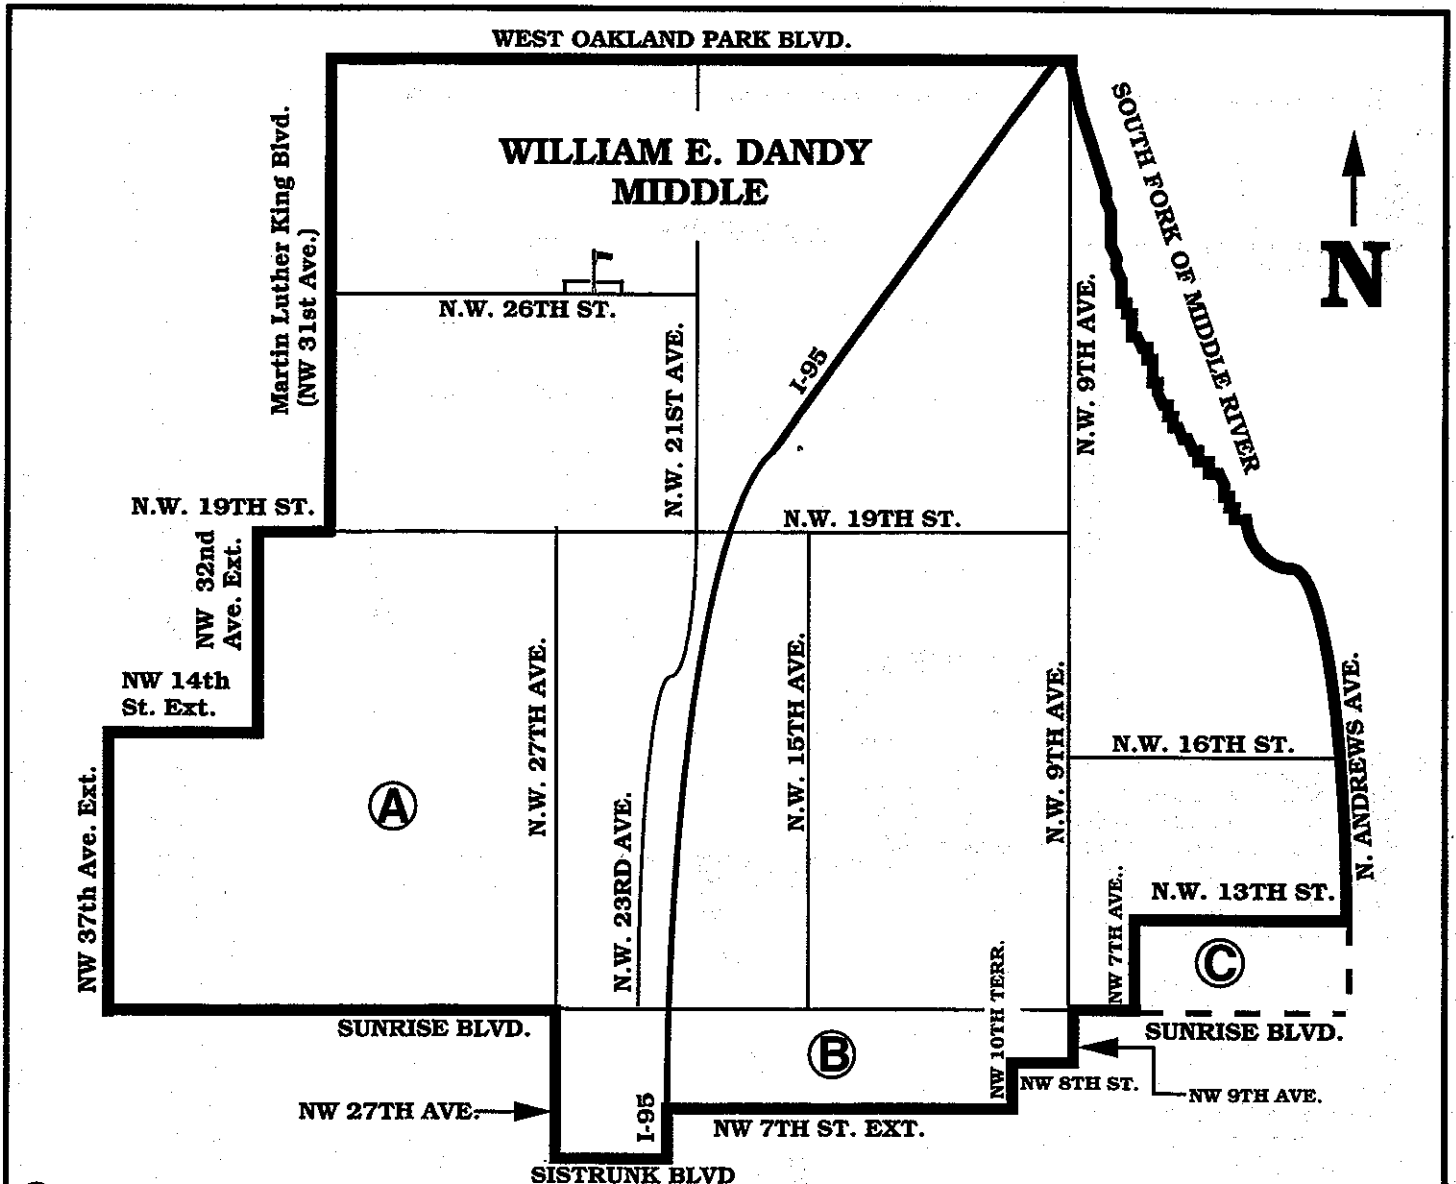 WEST OAKLAND PARK BLVD.
WILLIAM E. DANDY
MIDDLE
SOUTH FORK OF MIDDLE RIVER
N
Martin Luther King Blvd.
(NW 31st Ave.)
N.W. 26TH ST.
N.W. 21ST AVE.
I-95
N.W. 9TH AVE.
N.W. 19TH ST.
N.W. 19TH ST.
NW 32nd
Ave. Ext.
NW 14th
St. Ext.
N.W. 27TH AVE.
N.W. 15TH AVE.
N.W. 9TH AVE.
N.W. 16TH ST.
N. ANDREWS AVE.
NW 37th Ave. Ext.
A
N.W. 23RD AVE.
NW 7TH AVE..
N.W. 13TH ST.
C
SUNRISE BLVD.
B
NW 10TH TERR.
SUNRISE BLVD.
NW 8TH ST.
NW 9TH AVE.
NW 27TH AVE.
I-95
NW 7TH ST. EXT.
SISTRUNK BLVD